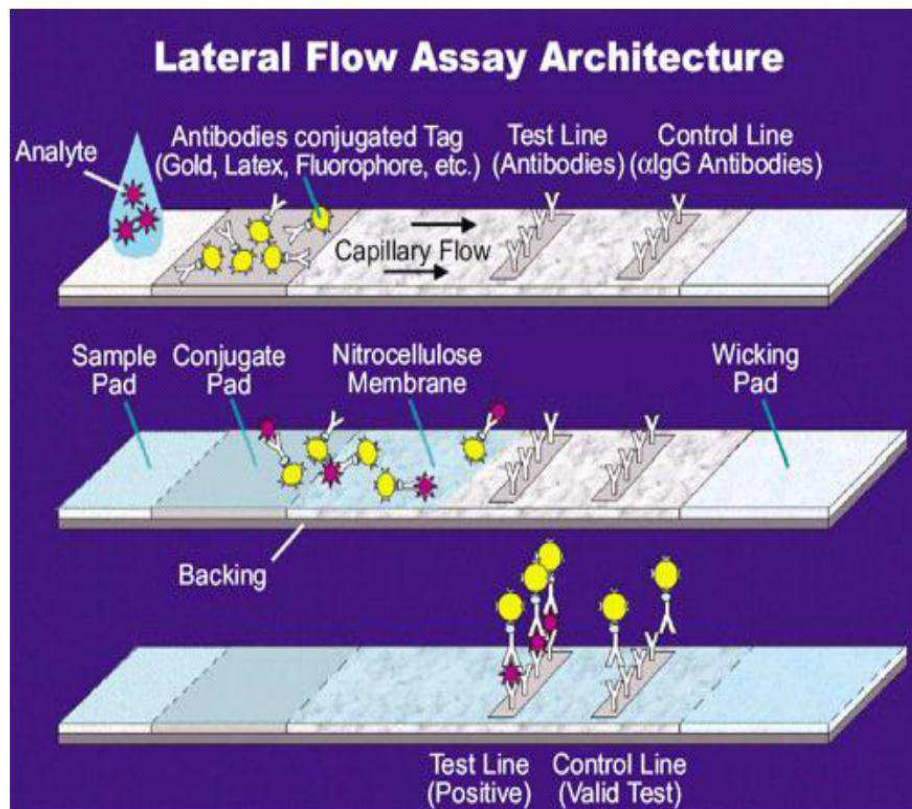 Lateral Flow Assay Architecture
Analyte
Antibodies conjugated Tag
(Gold, Latex, Fluorophore, etc.)
Test Line
(Antibodies)
Control Line
(αIgG Antibodies)
Capillary Flow
Sample
Pad
Conjugate
Pad
Nitrocellulose
Membrane
Wicking
Pad
Backing
Test Line
(Positive)
Control Line
(Valid Test)